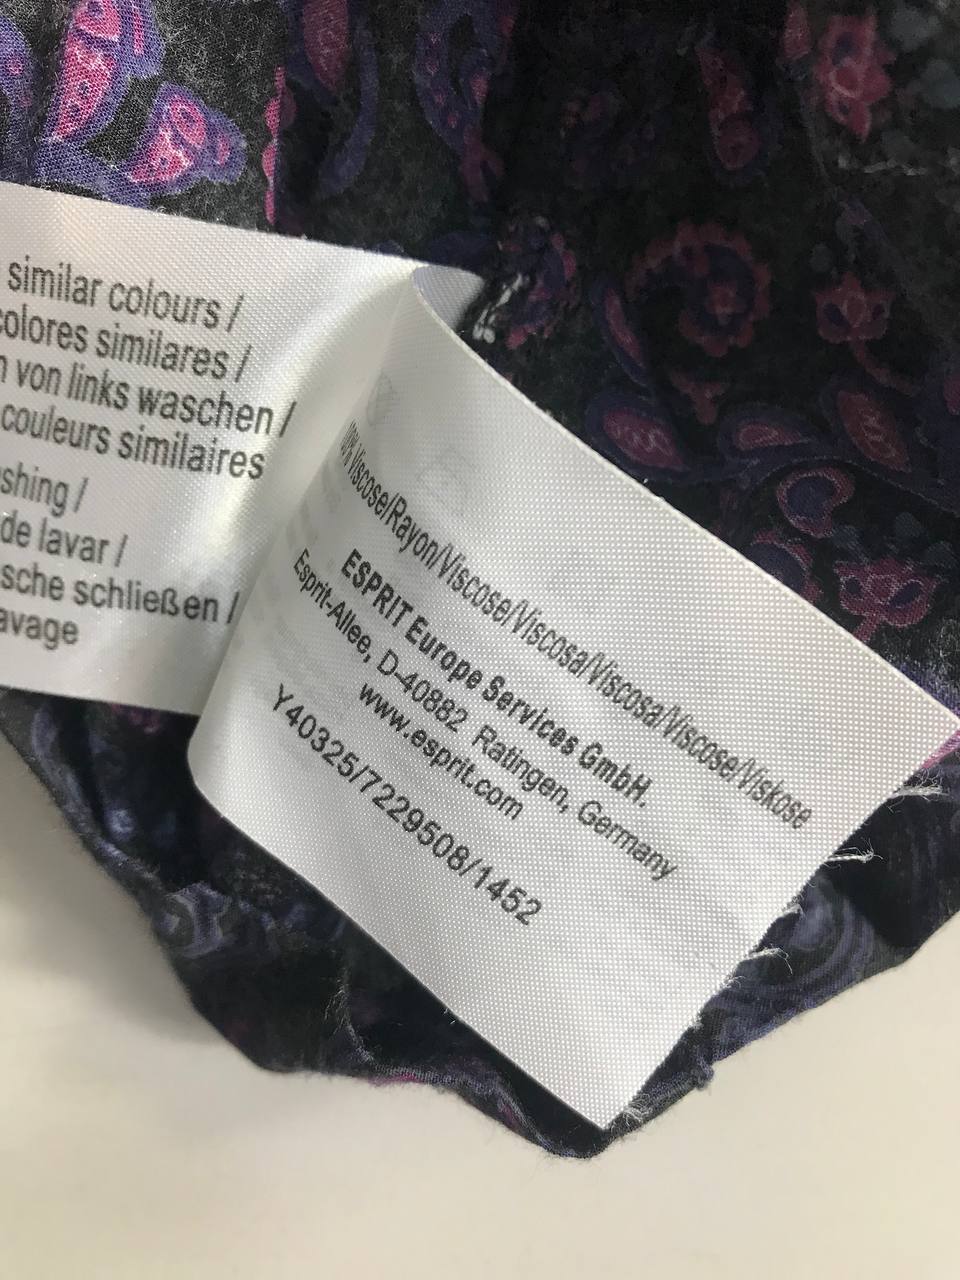 similar colours /
colores similares /
von links waschen /
couleurs similaires
shing /
de lavar /
sche schließen /
avage
100% Viscose/Rayon/Viscose/Viscosa/Viscosa/Viscose/Viskose
ESPRIT Europe Services GmbH.
Esprit-Allee, D-40882 Ratingen, Germany
www.esprit.com
Y40325/7229508/1452